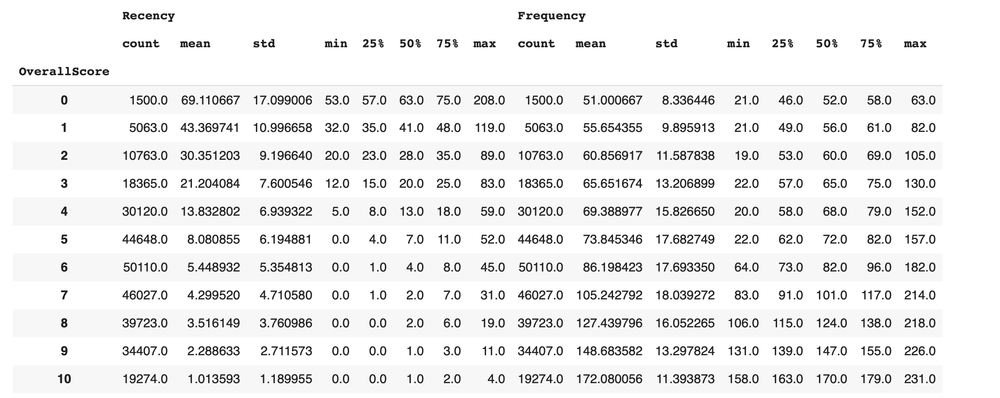 Recency Frequency
count mean std min 25% 50% 75% max count mean std min 25% 50% 75% max
OverallScore
0 1500.0 69.110667 17.099006 53.0 57.0 63.0 75.0 208.0 1500.0 51.000667 8.336446 21.0 46.0 52.0 58.0 63.0
1 5063.0 43.369741 10.996658 32.0 35.0 41.0 48.0 119.0 5063.0 55.654355 9.895913 21.0 49.0 56.0 61.0 82.0
2 10763.0 30.351203 9.196640 20.0 23.0 28.0 35.0 89.0 10763.0 60.856917 11.587838 19.0 53.0 60.0 69.0 105.0
3 18365.0 21.204084 7.600546 12.0 15.0 20.0 25.0 83.0 18365.0 65.651674 13.206899 22.0 57.0 65.0 75.0 130.0
4 30120.0 13.832802 6.939322 5.0 8.0 13.0 18.0 59.0 30120.0 69.388977 15.826650 20.0 58.0 68.0 79.0 152.0
5 44648.0 8.080855 6.194881 0.0 4.0 7.0 11.0 52.0 44648.0 73.845346 17.682749 22.0 62.0 72.0 82.0 157.0
6 50110.0 5.448932 5.354813 0.0 1.0 4.0 8.0 45.0 50110.0 86.198423 17.693350 64.0 73.0 82.0 96.0 182.0
7 46027.0 4.299520 4.710580 0.0 1.0 2.0 7.0 31.0 46027.0 105.242792 18.039272 83.0 91.0 101.0 117.0 214.0
8 39723.0 3.516149 3.760986 0.0 0.0 2.0 6.0 19.0 39723.0 127.439796 16.052265 106.0 115.0 124.0 138.0 218.0
9 34407.0 2.288633 2.711573 0.0 0.0 1.0 3.0 11.0 34407.0 148.683582 13.297824 131.0 139.0 147.0 155.0 226.0
10 19274.0 1.013593 1.189955 0.0 0.0 1.0 2.0 4.0 19274.0 172.080056 11.393873 158.0 163.0 170.0 179.0 231.0